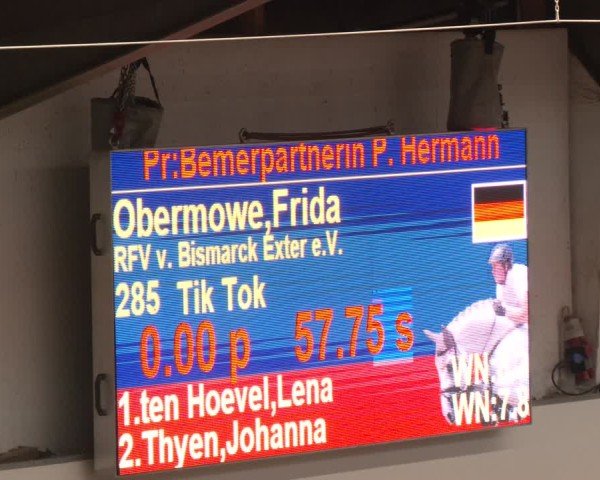 Pr:Bemerpartnerin P. Hermann
Obermowe,Frida
RFV v. Bismarck Exter e.V.
285 Tik Tok
0.00 p 57.75 s
WN
1.ten Hoevel,Lena
WN:7.8
2.Thyen,Johanna